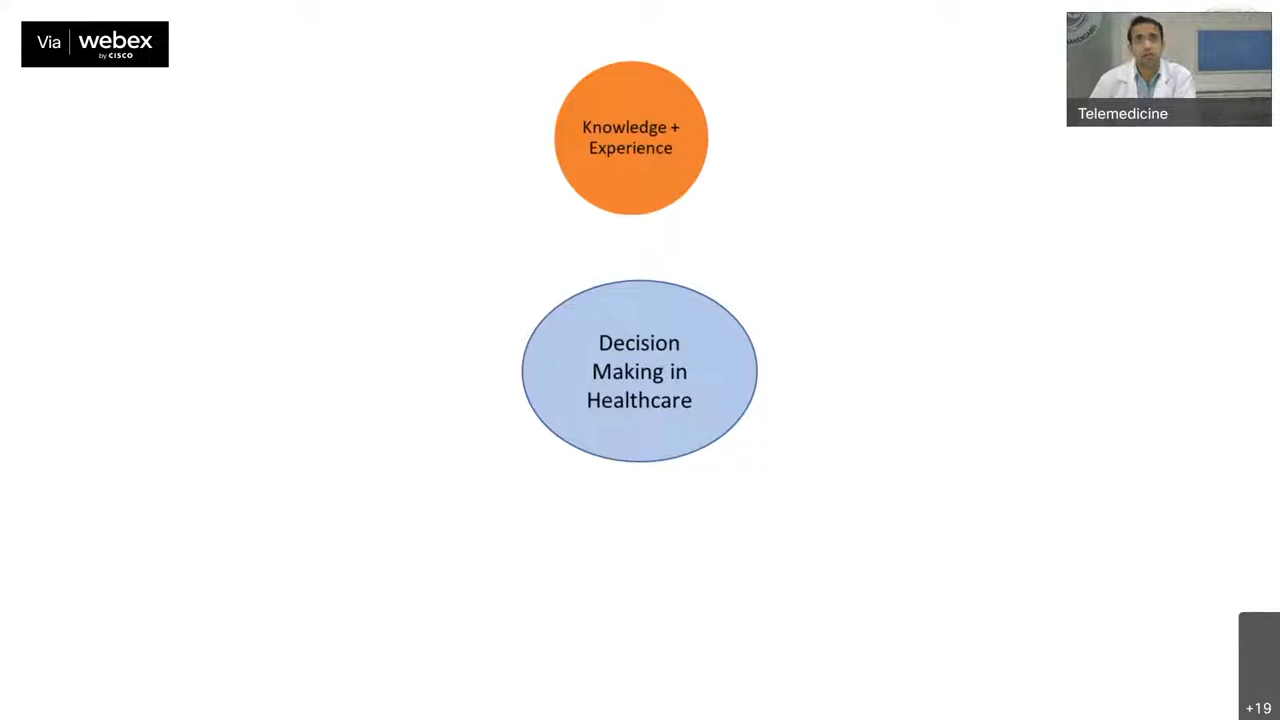 Via webex
by CISCO
Knowledge +
Experience
Telemedicine
Decision
Making in
Healthcare
+19